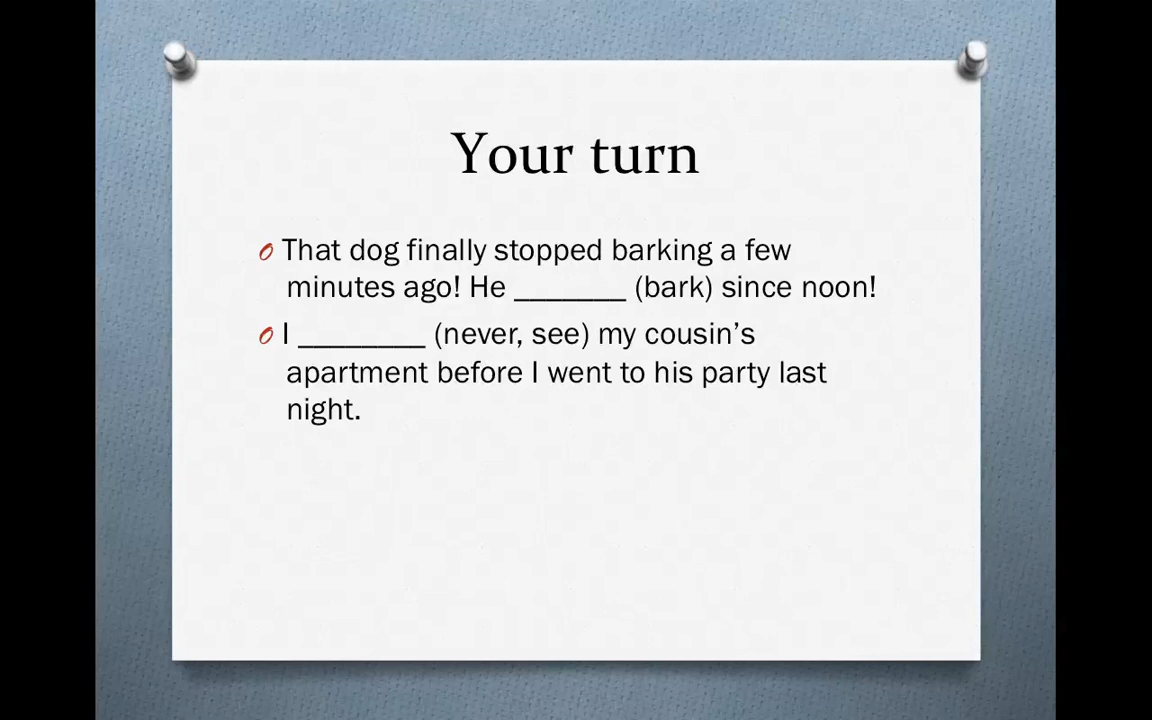 Your turn
That dog finally stopped barking a few
minutes ago! He _______ (bark) since noon!
I ________ (never, see) my cousin’s
apartment before I went to his party last
night.